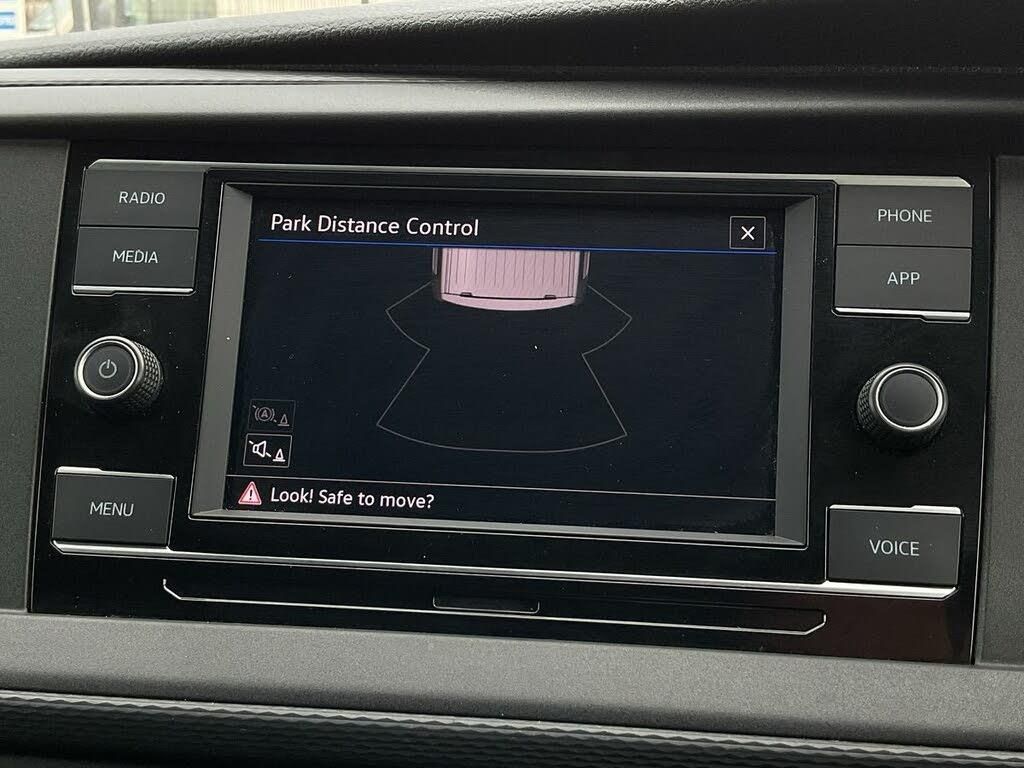 RADIO
MEDIA
MENU
Park Distance Control
Look! Safe to move?
PHONE
APP
VOICE